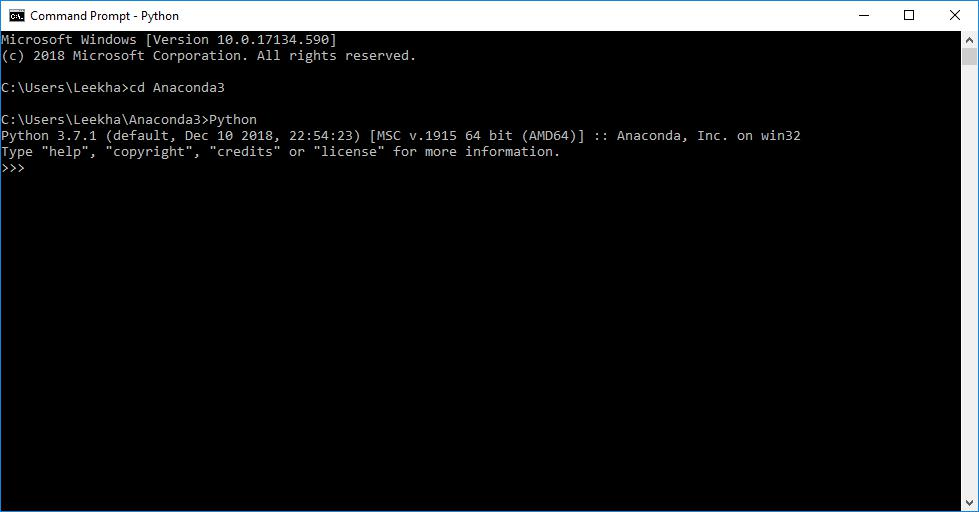 Command Prompt - Python
Microsoft Windows [Version 10.0.17134.590]
(c) 2018 Microsoft Corporation. All rights reserved.
C:\Users\Leekha>cd Anaconda3
C:\Users\Leekha\Anaconda3>Python
Python 3.7.1 (default, Dec 10 2018, 22:54:23) [MSC v.1915 64 bit (AMD64)] :: Anaconda, Inc. on win32
Type "help", "copyright", "credits" or "license" for more information.
>>>